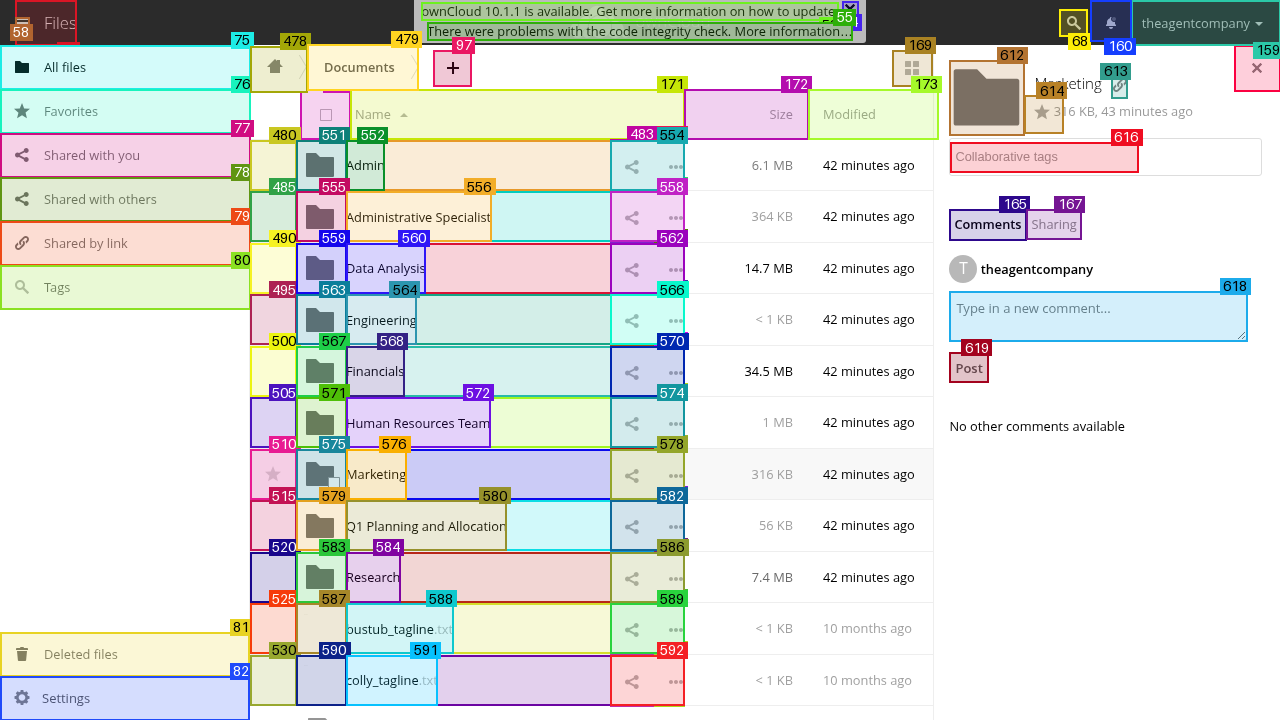 Files
ownCloud 10.1.1 is available. Get more information on how to update.
There were problems with the code integrity check. More information…
theagentcompany
58
55
68
160
159
75
All files
76
Favorites
77
Shared with you
78
Shared with others
79
Shared by link
80
Tags
81
Deleted files
82
Settings
478
479
Documents
97
+
169
171
172
173
Name
Size
Modified
480
551
552
483
554
Admin
6.1 MB
42 minutes ago
485
555
556
558
Administrative Specialist
364 KB
42 minutes ago
490
559
560
562
Data Analysis
14.7 MB
42 minutes ago
495
563
564
566
Engineering
< 1 KB
42 minutes ago
500
567
568
570
Financials
34.5 MB
42 minutes ago
505
571
572
574
Human Resources Team
1 MB
42 minutes ago
510
575
576
578
Marketing
316 KB
42 minutes ago
515
579
580
582
Q1 Planning and Allocation
56 KB
42 minutes ago
520
583
584
586
Research
7.4 MB
42 minutes ago
525
587
588
589
bustub_tagline.txt
< 1 KB
10 months ago
530
590
591
592
colly_tagline.txt
< 1 KB
10 months ago
612
613
614
Marketing
316 KB, 43 minutes ago
616
Collaborative tags
165
167
Comments
Sharing
T
theagentcompany
618
Type in a new comment…
619
Post
No other comments available